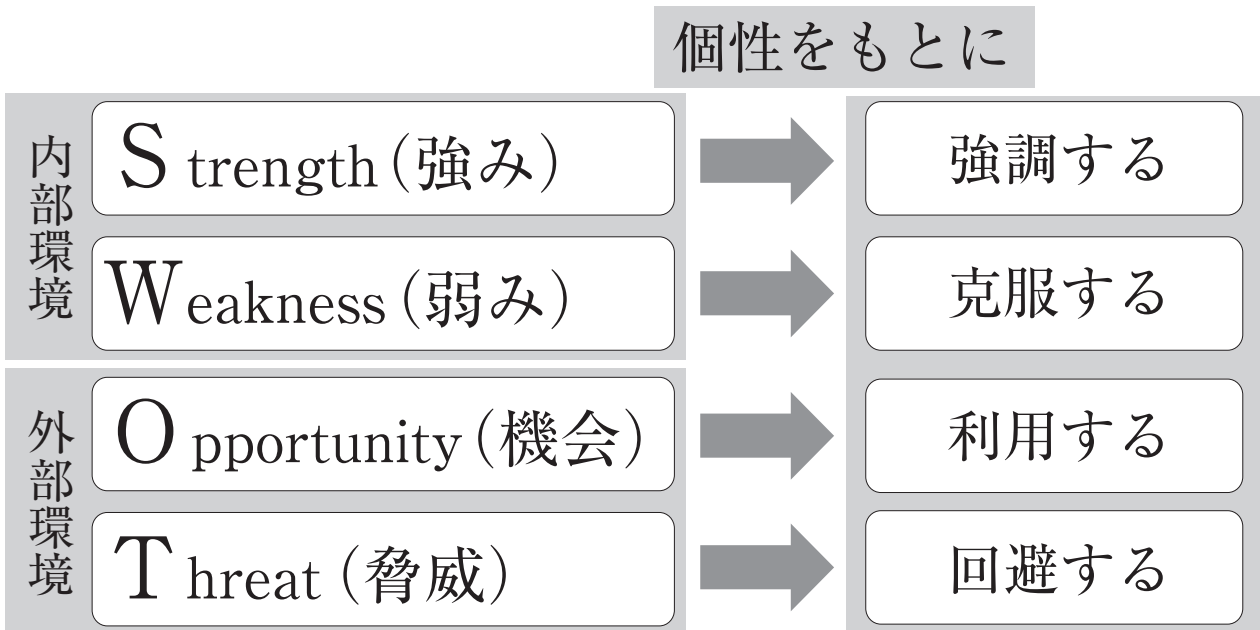 個性をもとに
内部環境
Strength(強み)
強調する
Weakness(弱み)
克服する
外部環境
Opportunity(機会)
利用する
Threat(脅威)
回避する